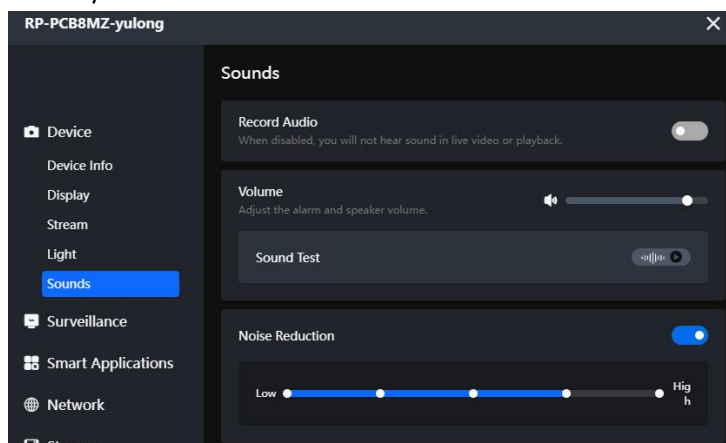 RP-PCB8MZ-yulong
Sounds
Device
Device Info
Display
Stream
Light
Sounds
Surveillance
Smart Applications
Network
Record Audio
When disabled, you will not hear sound in live video or playback.
Volume
Adjust the alarm and speaker volume.
Sound Test
Noise Reduction
Low
Hig
h